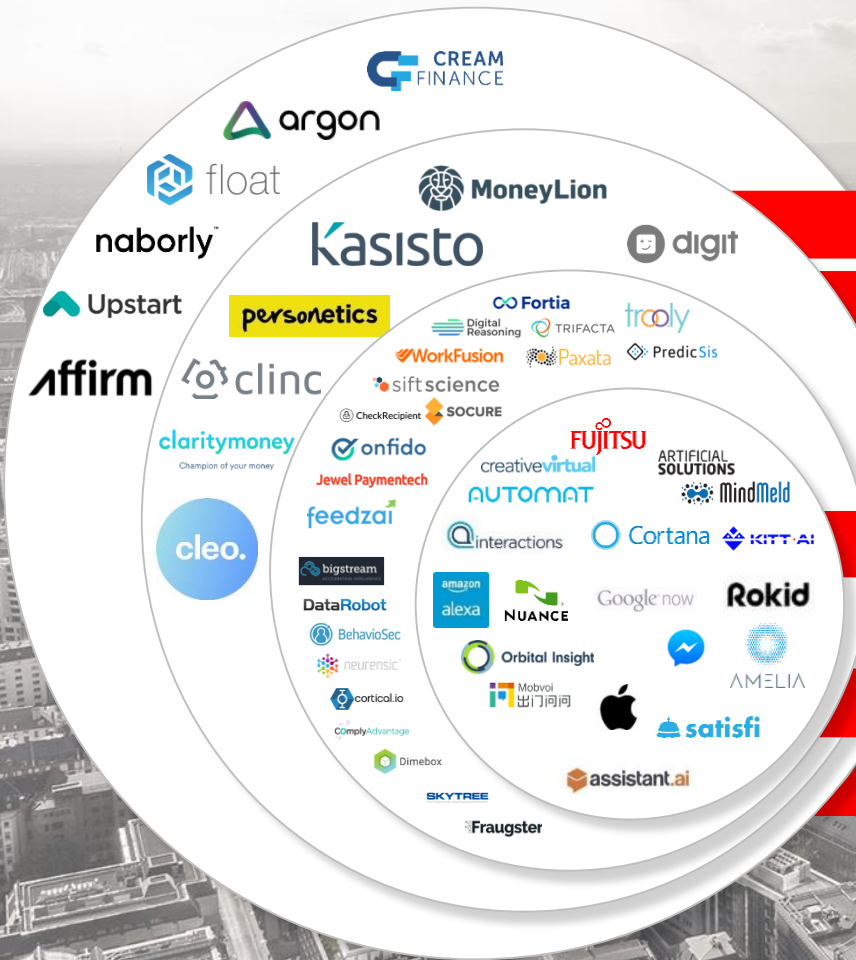 CREAM
FINANCE
argon
float
naborly™
Upstart
affirm
MoneyLion
Kasisto
digit
personetics
clinc
claritymoney
Champion of your money
cleo.
Fortia
Digital
Reasoning
TRIFACTA
trooly
WorkFusion
Paxata
PredicSis
siftscience
CheckRecipient
SOCURE
onfido
Jewel Paymentech
feedzai
bigstream
DataRobot
BehavioSec
neurensic
cortical.io
ComplyAdvantage
Dimebox
SKYTREE
Fraugster
FUJITSU
creativevirtual
ARTIFICIAL
SOLUTIONS
AUTOMAT
MindMeld
interactions
Cortana
KITT·AI
amazon
alexa
NUANCE
Google now
Rokid
Orbital Insight
AMELIA
Mobvoi
出门问问
satisfi
assistant.ai